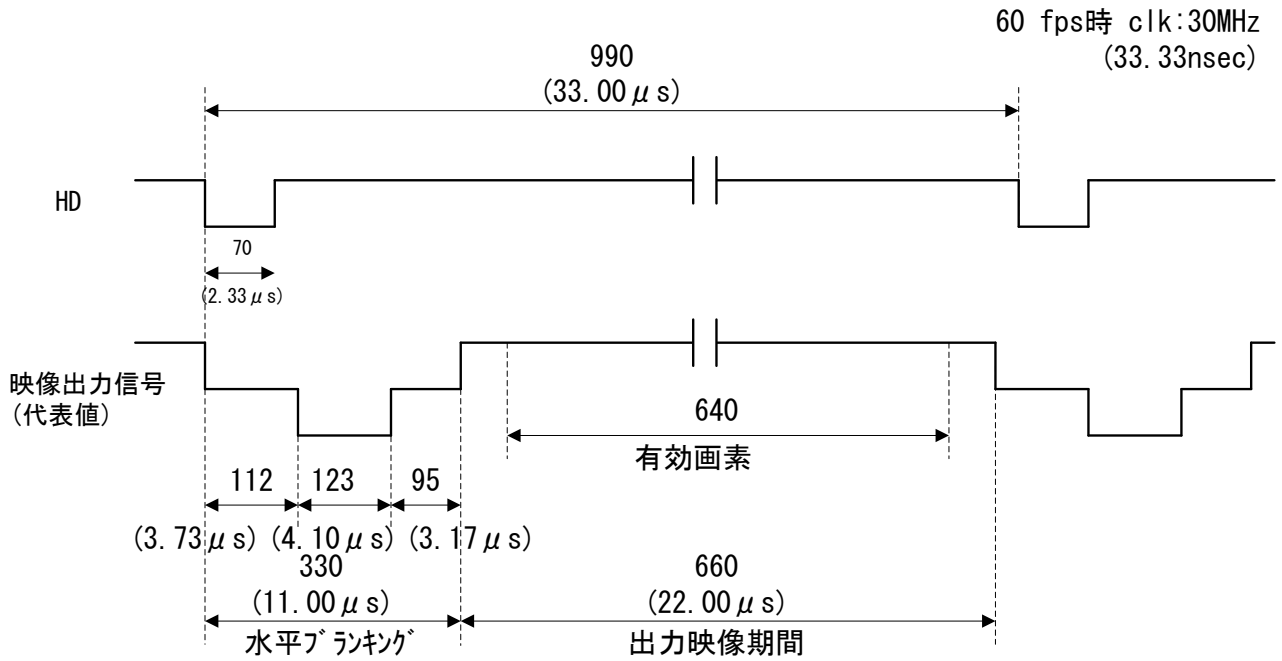 60 fps時 clk:30MHz
(33.33nsec)
990
(33.00μs)
HD
70
(2.33μs)
映像出力信号
(代表値)
640
有効画素
112 123 95
(3.73μs) (4.10μs) (3.17μs)
330 660
(11.00μs) (22.00μs)
水平ブランキング 出力映像期間